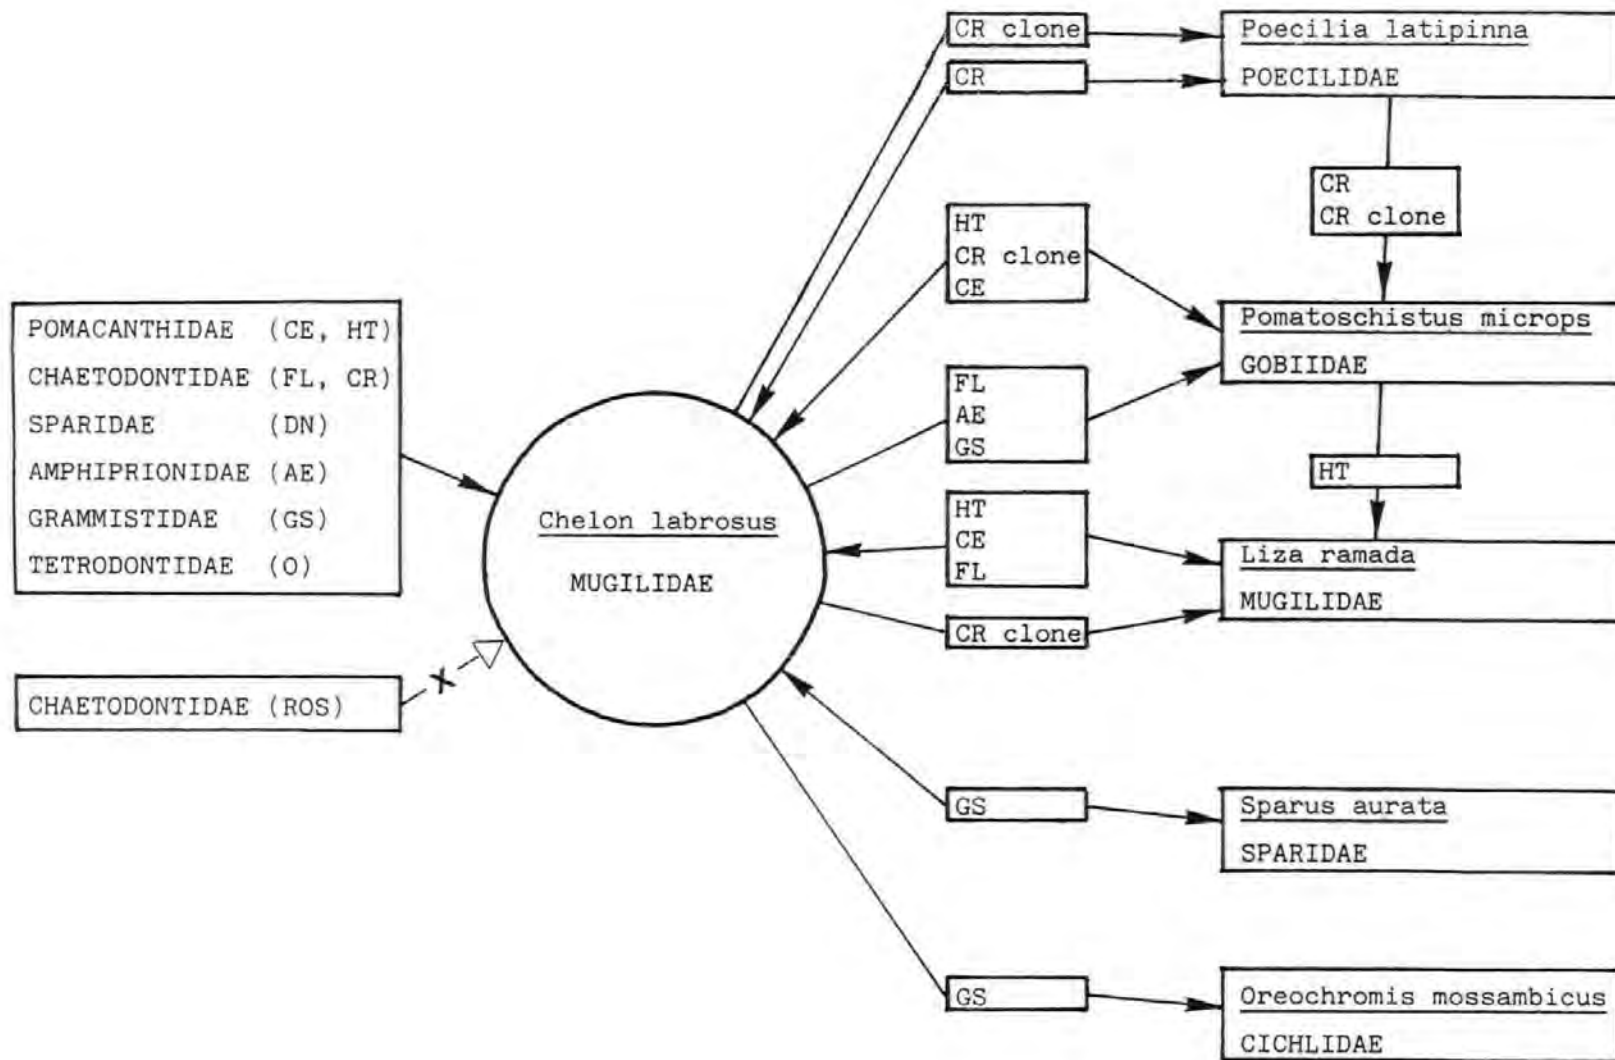 POMACANTHIDAE (CE, HT)
CHAETODONTIDAE (FL, CR)
SPARIDAE (DN)
AMPHIPRIONIDAE (AE)
GRAMMISTIDAE (GS)
TETRODONTIDAE (O)
CHAETODONTIDAE (ROS)
X
Chelon labrosus
MUGILIDAE
CR clone
CR
HT
CR clone
CE
FL
AE
GS
HT
CE
FL
CR clone
GS
GS
Poecilia latipinna
POECILIDAE
CR
CR clone
Pomatoschistus microps
GOBIIDAE
HT
Liza ramada
MUGILIDAE
Sparus aurata
SPARIDAE
Oreochromis mossambicus
CICHLIDAE